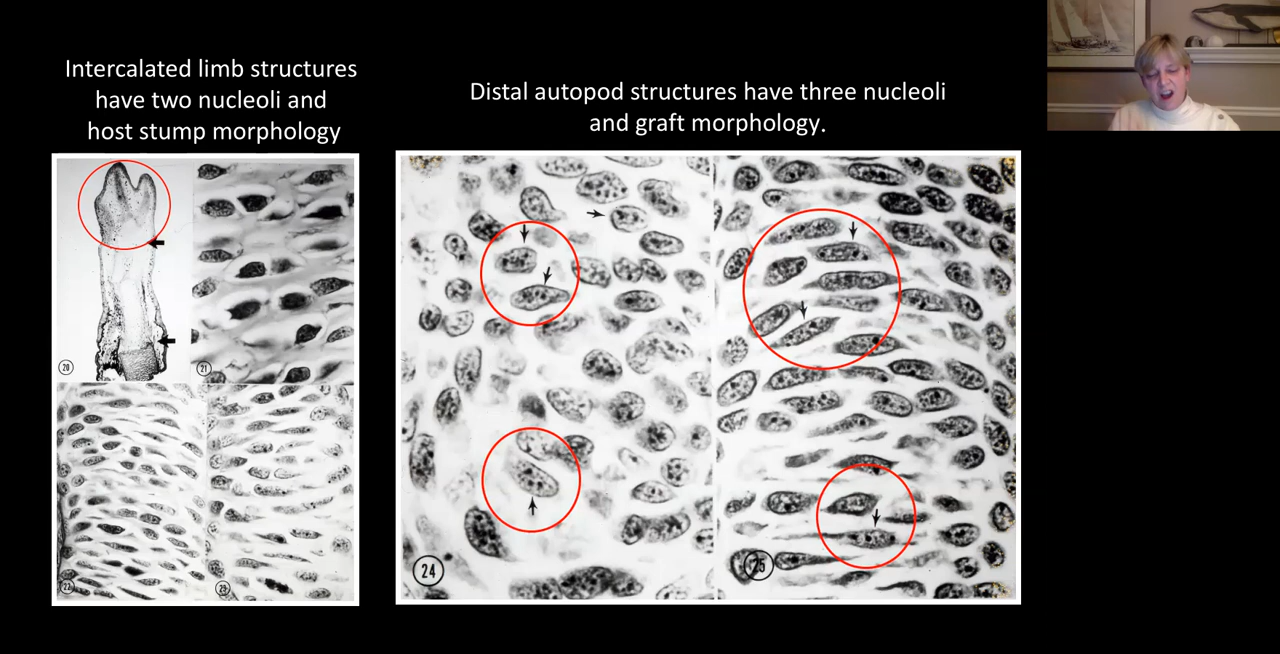 Intercalated limb structures
have two nucleoli and
host stump morphology
Distal autopod structures have three nucleoli
and graft morphology.
20
21
22
23
24
25